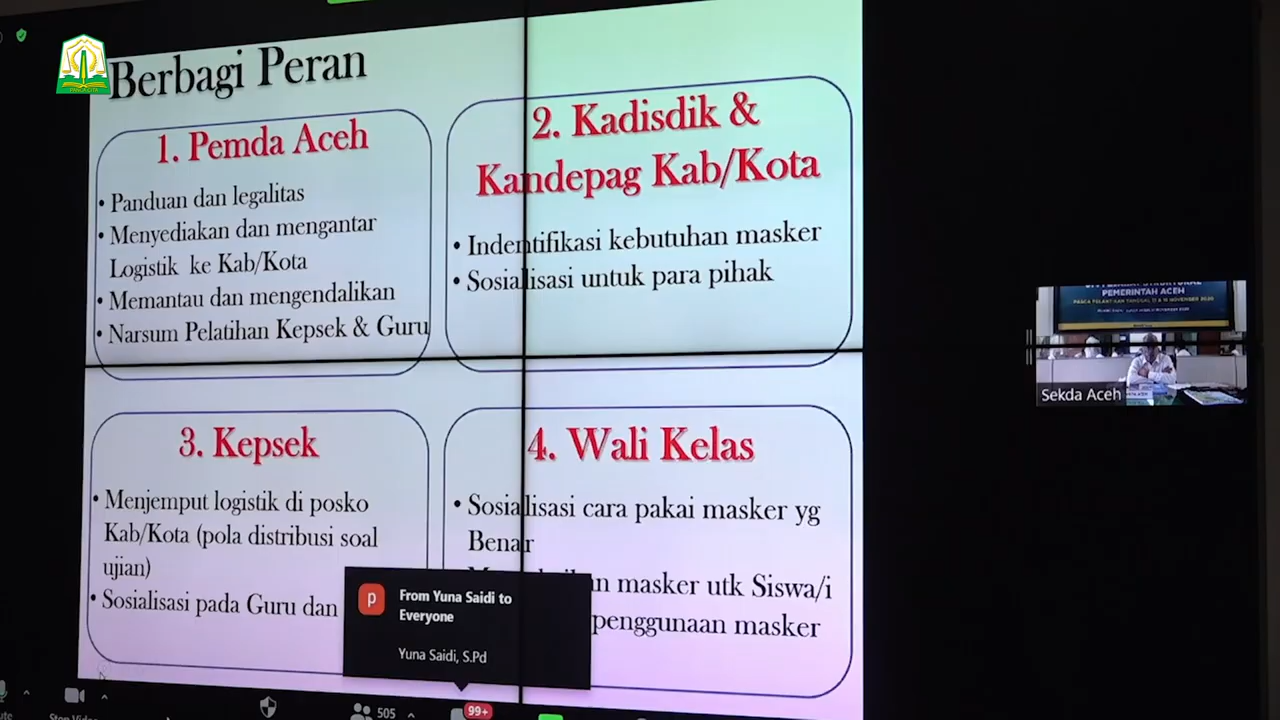 Berbagi Peran
1. Pemda Aceh
• Panduan dan legalitas
• Menyediakan dan mengantar
Logistik ke Kab/Kota
• Memantau dan mengendalikan
• Narsum Pelatihan Kepsek & Guru
2. Kadisdik &
Kandepag Kab/Kota
• Indentifikasi kebutuhan masker
• Sosialisasi untuk para pihak
3. Kepsek
• Menjemput logistik di posko
Kab/Kota (pola distribusi soal
ujian)
• Sosialisasi pada Guru dan
4. Wali Kelas
• Sosialisasi cara pakai masker yg
Benar
masker utk Siswa/i
penggunaan masker
p
From Yuna Saidi to
Everyone
Yuna Saidi, S.Pd
PEMERINTAH ACEH
Sekda Aceh
505
99+